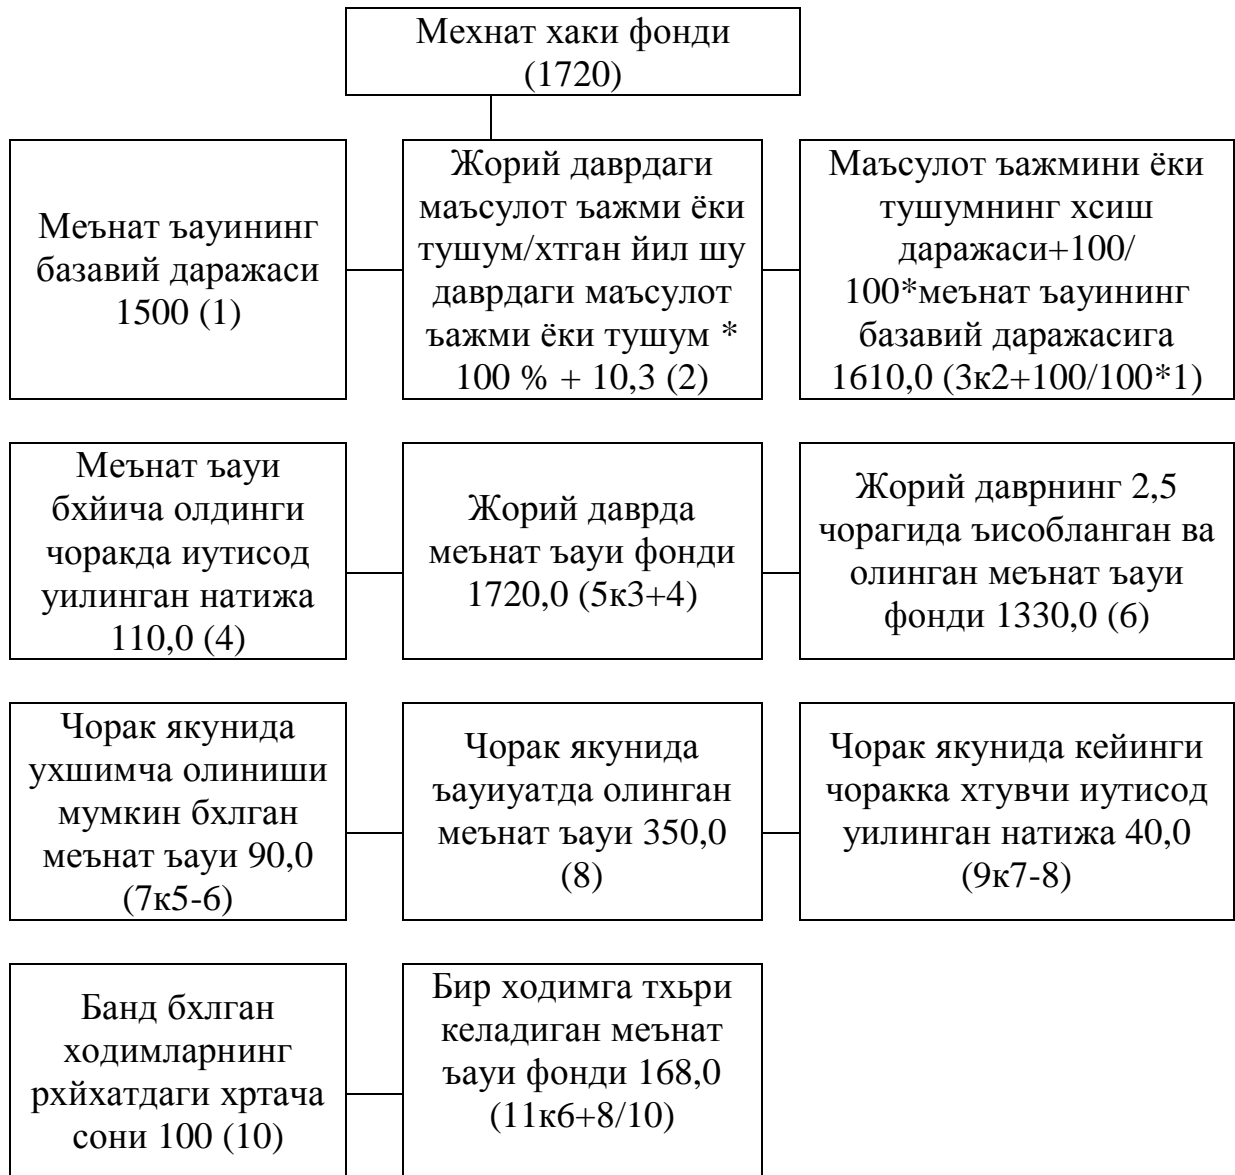 Мехнат хаки фонди
(1720)
Меънат ъауининг
базавий даражаси
1500 (1)
Жорий даврдаги
маъсулот ъажми ёки
тушум/хтган йил шу
даврдаги маъсулот
ъажми ёки тушум *
100 % + 10,3 (2)
Маъсулот ъажмини ёки
тушумнинг хсиш
даражаси+100/
100*меънат ъауининг
базавий даражасига
1610,0 (3к2+100/100*1)
Меънат ъауи
бхйича олдинги
чоракда иутисод
уилинган натижа
110,0 (4)
Жорий даврда
меънат ъауи фонди
1720,0 (5к3+4)
Жорий даврнинг 2,5
чорагида ъисобланган ва
олинган меънат ъауи
фонди 1330,0 (6)
Чорак якунида
ухшимча олиниши
мумкин бхлган
меънат ъауи 90,0
(7к5-6)
Чорак якунида
ъауиуатда олинган
меънат ъауи 350,0
(8)
Чорак якунида кейинги
чоракка хтувчи иутисод
уилинган натижа 40,0
(9к7-8)
Банд бхлган
ходимларнинг
рхйхатдаги хртача
сони 100 (10)
Бир ходимга тхьри
келадиган меънат
ъауи фонди 168,0
(11к6+8/10)